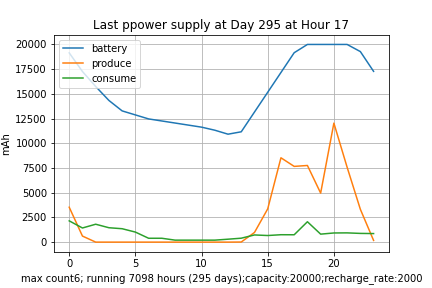 Last ppower supply at Day 295 at Hour 17
20000
17500
15000
12500
10000
7500
5000
2500
0
mAh
battery
produce
consume
0 5 10 15 20
max count6; running 7098 hours (295 days);capacity:20000;recharge_rate:2000